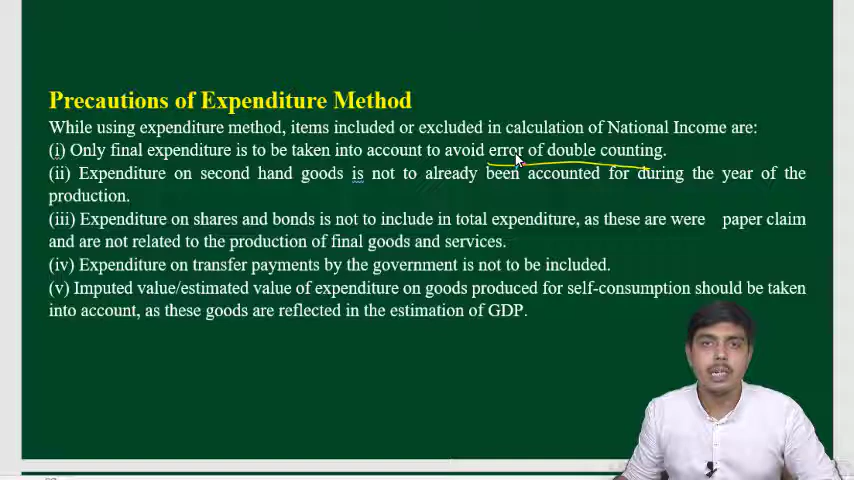 Precautions of Expenditure Method
While using expenditure method, items included or excluded in calculation of National Income are:
(i) Only final expenditure is to be taken into account to avoid error of double counting.
(ii) Expenditure on second hand goods is not to already been accounted for during the year of the
production.
(iii) Expenditure on shares and bonds is not to include in total expenditure, as these are were paper claim
and are not related to the production of final goods and services.
(iv) Expenditure on transfer payments by the government is not to be included.
(v) Imputed value/estimated value of expenditure on goods produced for self-consumption should be taken
into account, as these goods are reflected in the estimation of GDP.